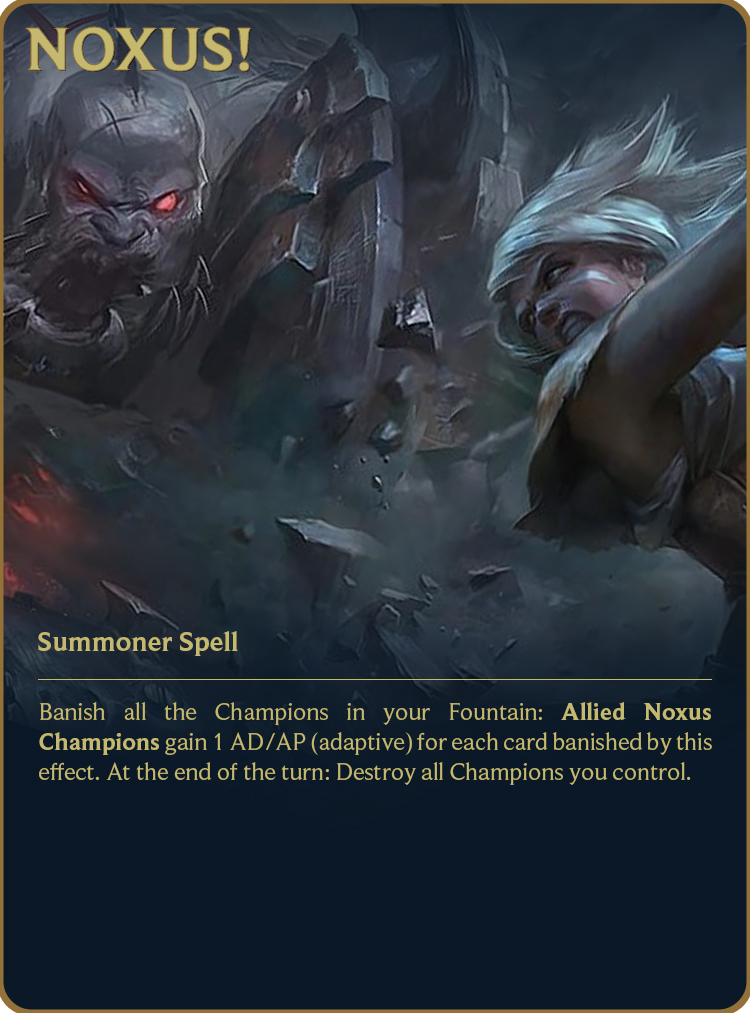 NOXUS!
Summoner Spell
Banish all the Champions in your Fountain: Allied Noxus
Champions gain 1 AD/AP (adaptive) for each card banished by this
effect. At the end of the turn: Destroy all Champions you control.